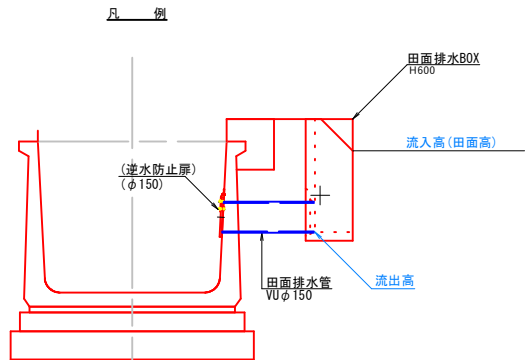 凡　例
田面排水BOX
H600
流入高(田面高)
(逆水防止扉)
(φ150)
田面排水管
VUφ150
流出高